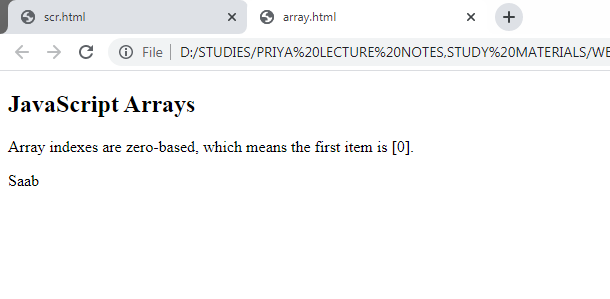 scr.html
array.html
File
D:/STUDIES/PRIYA%20LECTURE%20NOTES,STUDY%20MATERIALS/WE
JavaScript Arrays
Array indexes are zero-based, which means the first item is [0].
Saab